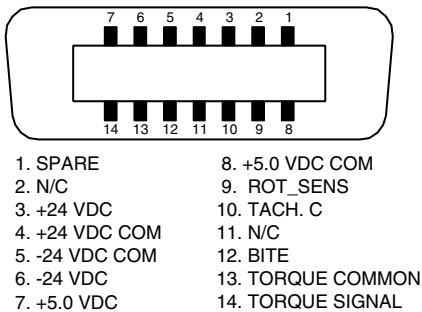 7 6 5 4 3 2 1
14 13 12 11 10 9 8
1. SPARE
2. N/C
3. +24 VDC
4. +24 VDC COM
5. -24 VDC COM
6. -24 VDC
7. +5.0 VDC
8. +5.0 VDC COM
9. ROT_SENS
10. TACH. C
11. N/C
12. BITE
13. TORQUE COMMON
14. TORQUE SIGNAL